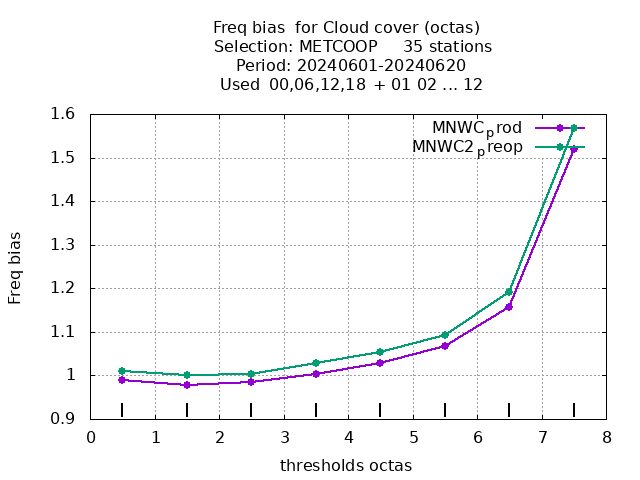 Freq bias  for Cloud cover (octas)
Selection: METCOOP     35 stations
Period: 20240601-20240620
Used  00,06,12,18  + 01 02 ... 12
MNWCprod
MNWC2preop
1.6
1.5
1.4
1.3
1.2
1.1
1
0.9
Freq bias
0 1 2 3 4 5 6 7 8
thresholds octas